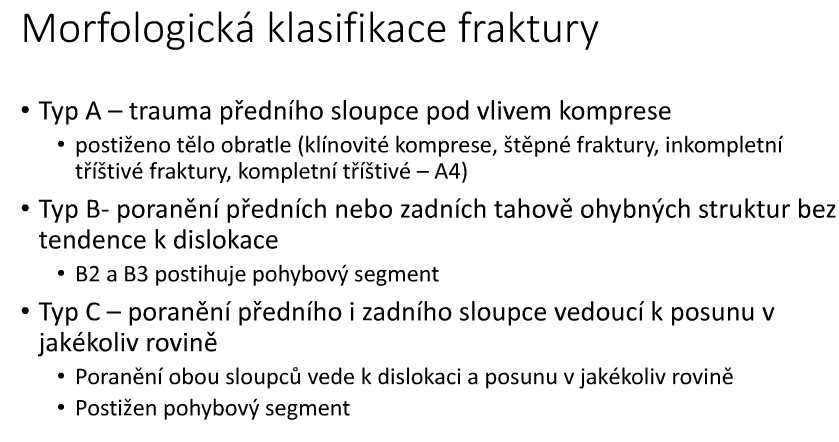 Morfologická klasifikace fraktury
• Typ A – trauma předního sloupce pod vlivem komprese
• postiženo tělo obratle (klínovité komprese, štěpné fraktury, inkompletní
tříštivé fraktury, kompletní tříštivé – A4)
• Typ B- poranění předních nebo zadních tahově ohybných struktur bez
tendence k dislokace
• B2 a B3 postihuje pohybový segment
• Typ C – poranění předního i zadního sloupce vedoucí k posunu v
jakékoliv rovině
• Poranění obou sloupců vede k dislokaci a posunu v jakékoliv rovině
• Postižen pohybový segment